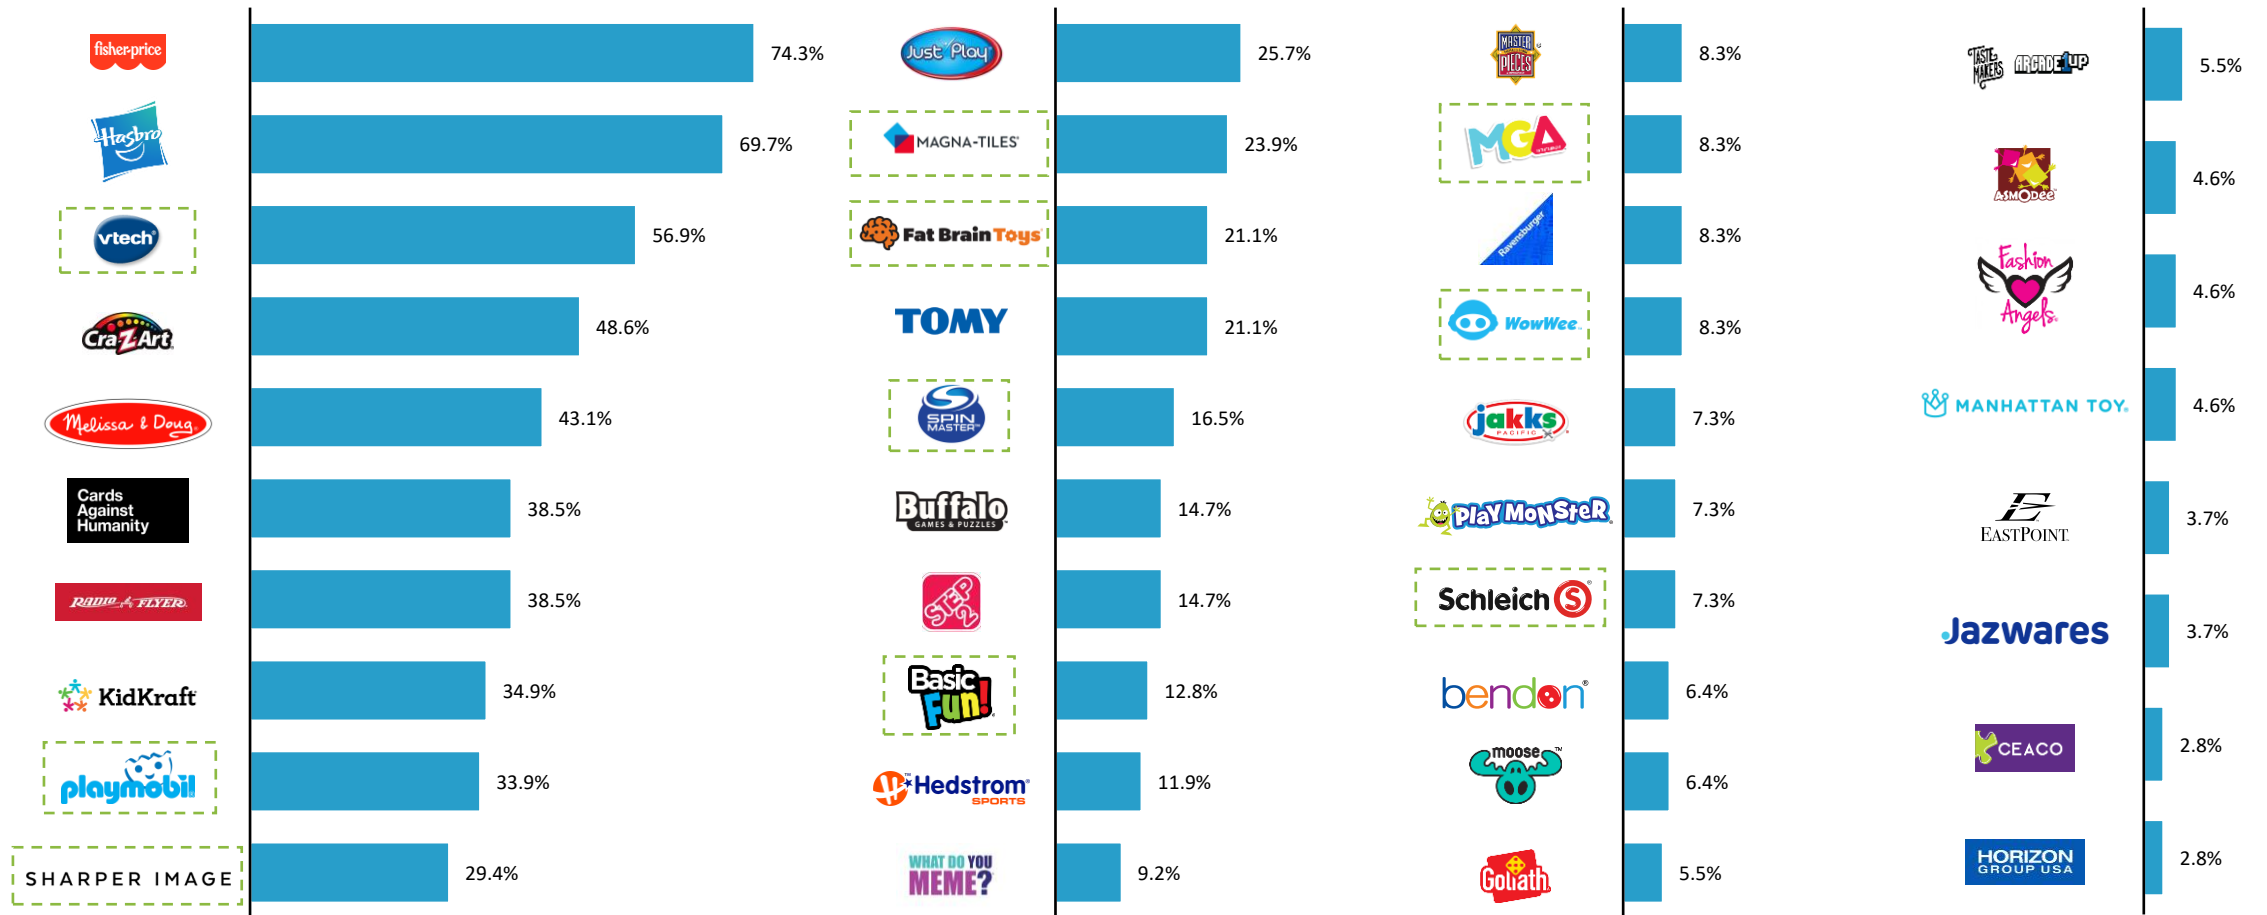 fisher-price
74.3%
Hasbro
69.7%
vtech®
56.9%
Cra-Z-Art
48.6%
Melissa & Doug
43.1%
Cards
Against
Humanity
38.5%
RADIO FLYER
38.5%
KidKraft
34.9%
playmobil
33.9%
SHARPER IMAGE
29.4%
Just Play
25.7%
MAGNA-TILES®
23.9%
Fat Brain Toys
21.1%
TOMY
21.1%
SPIN
MASTER™
16.5%
Buffalo
GAMES & PUZZLES
14.7%
STEP
2
14.7%
Basic
Fun!
12.8%
Hedstrom®
SPORTS
11.9%
WHAT DO YOU
MEME?
9.2%
MASTER
PIECES
8.3%
MGA
8.3%
Ravensburger
8.3%
WowWee
8.3%
jakks
PACIFIC
7.3%
PlayMonster
7.3%
Schleich S
7.3%
bendon®
6.4%
moose™
6.4%
Goliath
5.5%
TASTE
MAKERS
ARCADE1UP
5.5%
ASMODEE
4.6%
Fashion
Angels
4.6%
MANHATTAN TOY
4.6%
E
EASTPOINT
3.7%
Jazwares
3.7%
CEACO
2.8%
HORIZON
GROUP USA
2.8%